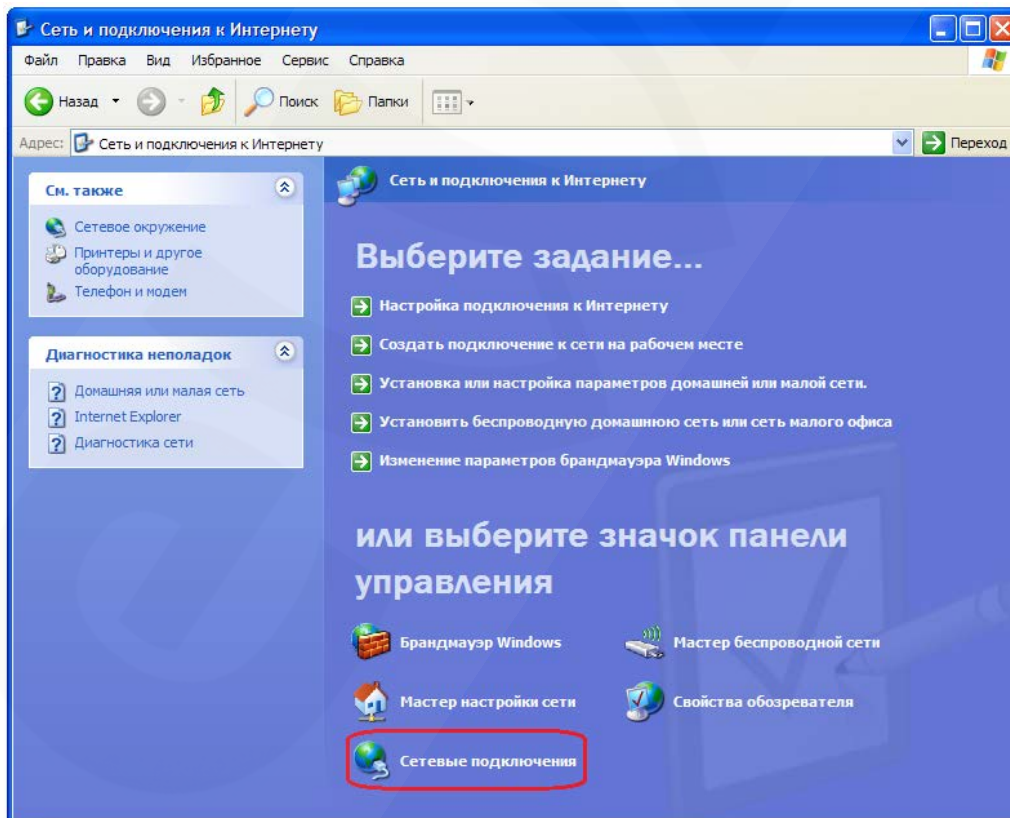 Сеть и подключения к Интернету
Файл Правка Вид Избранное Сервис Справка
Назад Поиск Папки
Адрес: Сеть и подключения к Интернету Переход
См. также
Сетевое окружение
Принтеры и другое
оборудование
Телефон и модем
Диагностика неполадок
Домашняя или малая сеть
Internet Explorer
Диагностика сети
Сеть и подключения к Интернету
Выберите задание...
Настройка подключения к Интернету
Создать подключение к сети на рабочем месте
Установка или настройка параметров домашней или малой сети.
Установить беспроводную домашнюю сеть или сеть малого офиса
Изменение параметров брандмауэра Windows
или выберите значок панели
управления
Брандмауэр Windows Мастер беспроводной сети
Мастер настройки сети Свойства обозревателя
Сетевые подключения